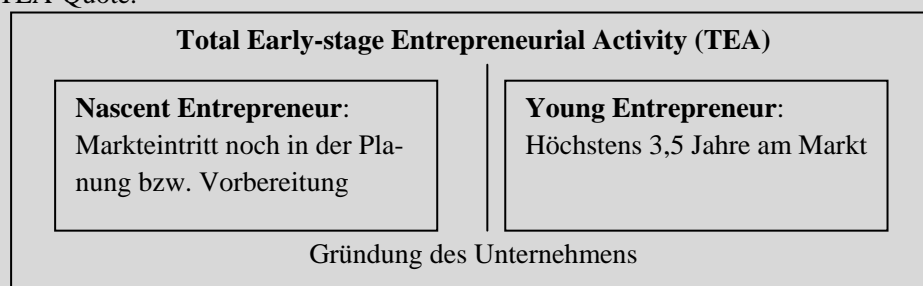 TEA-Quote:
Total Early-stage Entrepreneurial Activity (TEA)
Nascent Entrepreneur:
Markteintritt noch in der Pla-
nung bzw. Vorbereitung
Young Entrepreneur:
Höchstens 3,5 Jahre am Markt
Gründung des Unternehmens